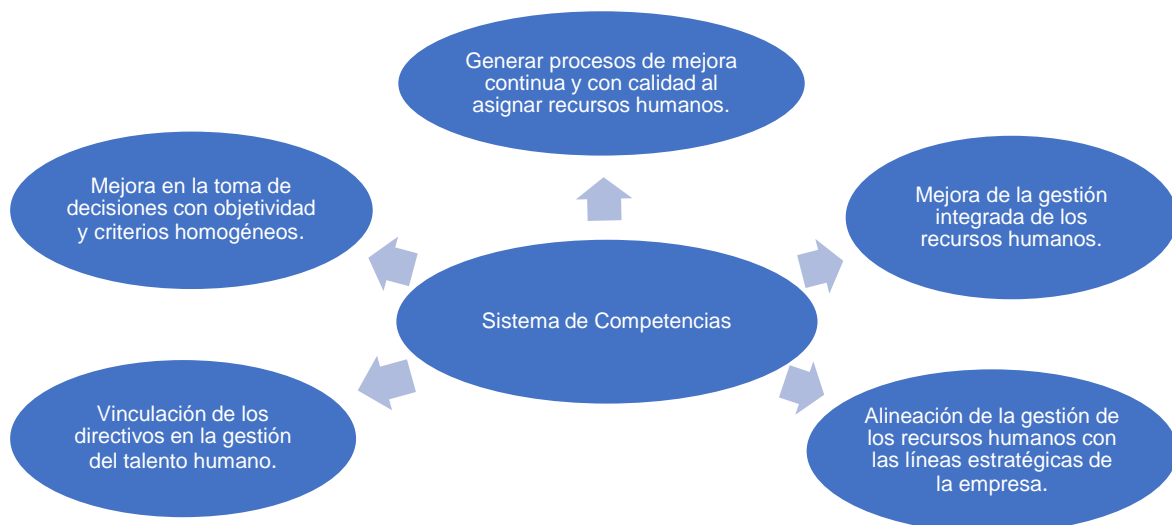 Generar procesos de mejora
continua y con calidad al
asignar recursos humanos.
Mejora en la toma de
decisiones con objetividad
y criterios homogéneos.
Mejora de la gestión
integrada de los
recursos humanos.
Sistema de Competencias
Vinculación de los
directivos en la gestión
del talento humano.
Alineación de la gestión de
los recursos humanos con
las líneas estratégicas de
la empresa.